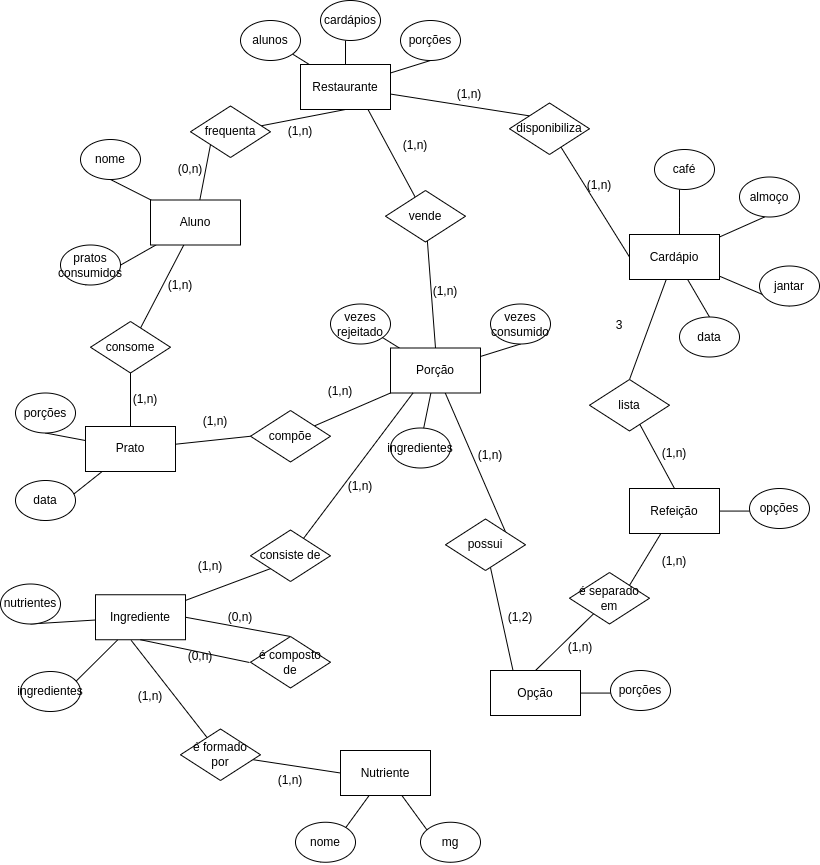 cardápios
alunos
porções
Restaurante
(1,n)
frequenta
(1,n)
disponibiliza
(1,n)
nome
(0,n)
café
(1,n)
almoço
Aluno
vende
Cardápio
pratos
consumidos
(1,n)
(1,n)
jantar
vezes
rejeitado
vezes
consumido
3
data
consome
Porção
(1,n)
(1,n)
lista
porções
(1,n)
compõe
Prato
ingredientes
(1,n)
(1,n)
(1,n)
data
Refeição
opções
consiste de
possui
(1,n)
(1,n)
é separado
em
nutrientes
Ingrediente
(0,n)
(1,2)
(0,n)
é composto
de
(1,n)
ingredientes
(1,n)
Opção
porções
é formado
por
(1,n)
Nutriente
nome
mg